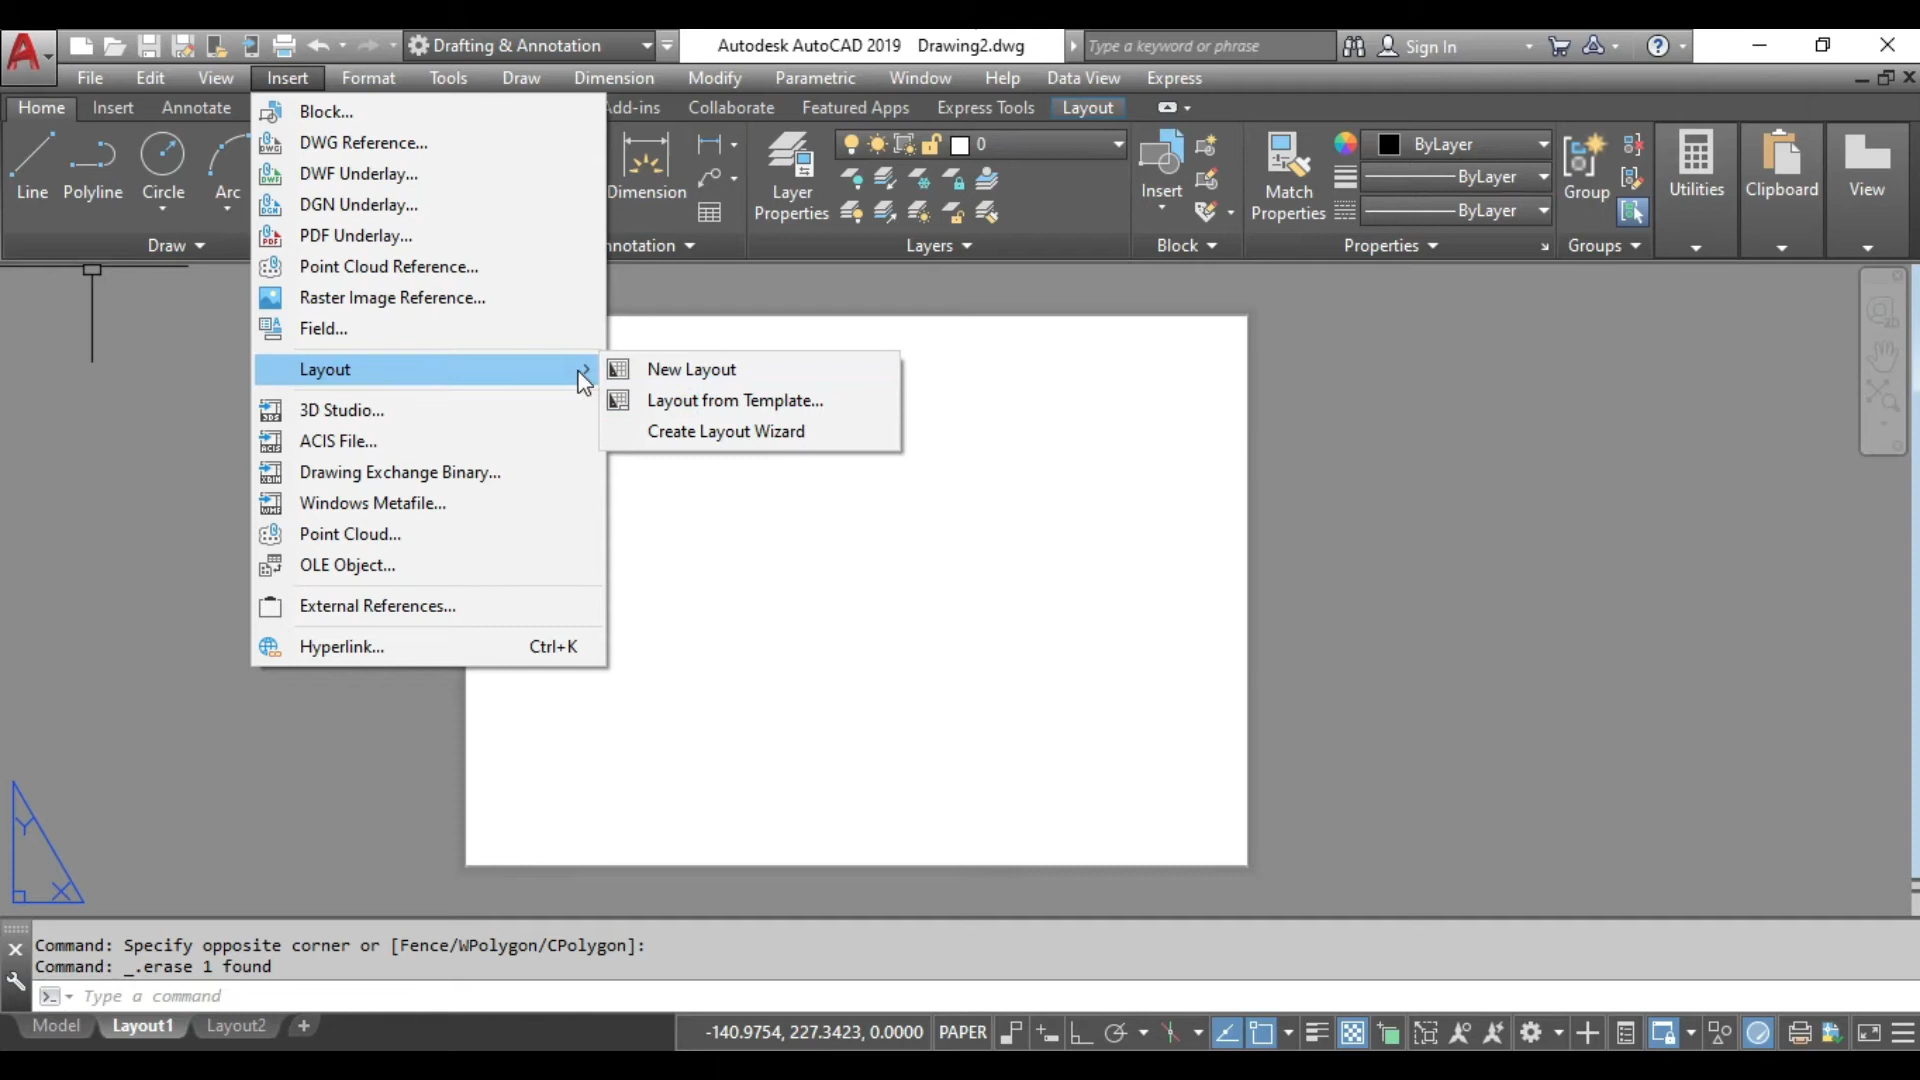 Drafting & Annotation
Autodesk AutoCAD 2019 Drawing2.dwg
Type a keyword or phrase
Sign In
File Edit View Insert Format Tools Draw Dimension Modify Parametric Window Help Data View Express
Home Insert Annotate Add-ins Collaborate Featured Apps Express Tools Layout
Line
Polyline
Circle
Arc
Draw
Dimension
nnotation
Layer
Properties
0
Layers
Insert
Block
Match
Properties
ByLayer
ByLayer
ByLayer
Properties
Group
Groups
Utilities
Clipboard
View
Block...
DWG Reference...
DWF Underlay...
DGN Underlay...
PDF Underlay...
Point Cloud Reference...
Raster Image Reference...
Field...
Layout
New Layout
Layout from Template...
Create Layout Wizard
3D Studio...
ACIS File...
Drawing Exchange Binary...
Windows Metafile...
Point Cloud...
OLE Object...
External References...
Hyperlink... Ctrl+K
Y
X
Command: Specify opposite corner or [Fence/WPolygon/CPolygon]:
Command: _.erase 1 found
Type a command
Model Layout1 Layout2 +
-140.9754, 227.3423, 0.0000 PAPER